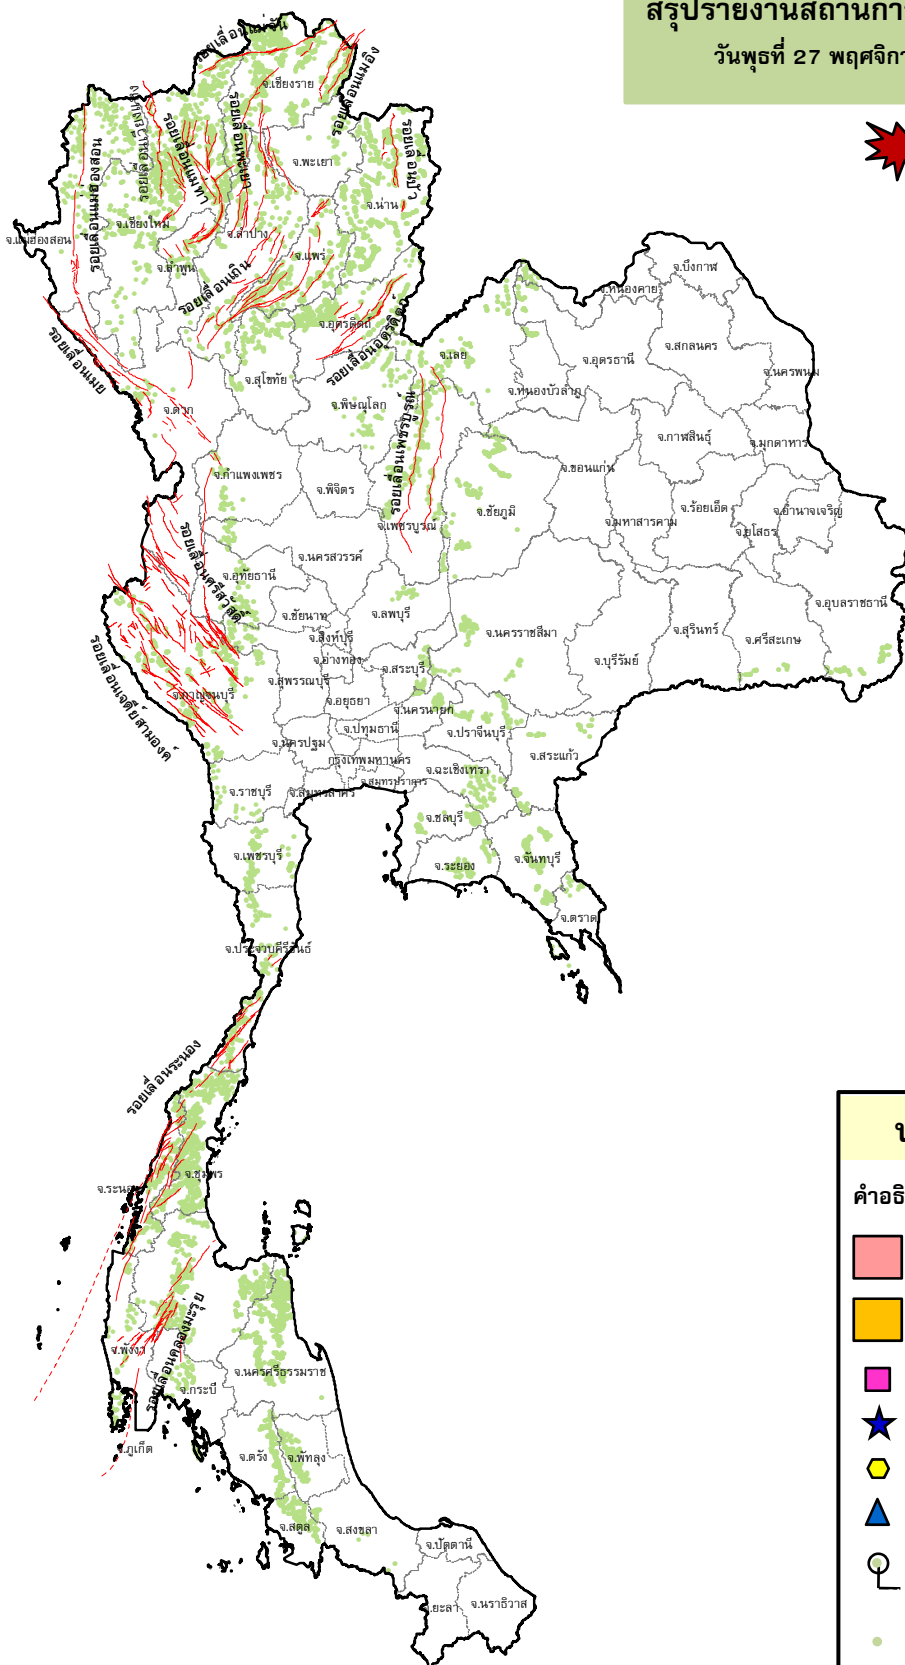 สรุปรายงานสถานกา
วันพุธที่ 27 พฤศจิกา
รอยเลื่อนแม่จัน
รอยเลื่อนแม่อิง
จ.เชียงราย
รอยเลื่อนแม่ทา
รอยเลื่อนพะเยา
รอยเลื่อนปัว
จ.พะเยา
รอยเลื่อนแม่ฮ่องสอน
จ.น่าน
จ.เชียงใหม่
จ.ลำปาง
จ.แม่ฮ่องสอน
จ.แพร่
จ.ลำพูน
รอยเลื่อนเถิน
จ.บึงกาฬ
จ.หนองคาย
จ.อุตรดิตถ์
รอยเลื่อนอุตรดิตถ์
รอยเลื่อนเมย
จ.สกลนคร
จ.เลย
จ.อุดรธานี
จ.นครพนม
จ.สุโขทัย
จ.หนองบัวลำภู
จ.พิษณุโลก
จ.ตาก
รอยเลื่อนเพชรบูรณ์
จ.กาฬสินธุ์
จ.มุกดาหาร
จ.กำแพงเพชร
จ.ขอนแก่น
จ.พิจิตร
จ.ชัยภูมิ
จ.ร้อยเอ็ด
จ.อำนาจเจริญ
จ.เพชรบูรณ์
จ.มหาสารคาม
จ.ยโสธร
รอยเลื่อนศรีสวัสดิ์
จ.นครสวรรค์
จ.อุทัยธานี
จ.อุบลราชธานี
จ.ชัยนาท
จ.ลพบุรี
จ.นครราชสีมา
จ.สุรินทร์
จ.สิงห์บุรี
จ.ศรีสะเกษ
จ.อ่างทอง
จ.สระบุรี
จ.บุรีรัมย์
รอยเลื่อนเจดีย์สามองค์
จ.สุพรรณบุรี
จ.กาญจนบุรี
จ.อยุธยา
จ.นครนายก
จ.ปทุมธานี
จ.ปราจีนบุรี
จ.นครปฐม
จ.สระแก้ว
กรุงเทพมหานคร
จ.ฉะเชิงเทรา
จ.สมุทรปราการ
จ.ราชบุรี
จ.สมุทรสาคร
จ.ชลบุรี
จ.เพชรบุรี
จ.ระยอง
จ.จันทบุรี
จ.ตราด
จ.ประจวบคีรีขันธ์
รอยเลื่อนระนอง
จ.ชุมพร
จ.ระนอง
คำอธิ
รอยเลื่อนคลองมะรุ่ย
จ.พังงา
จ.นครศรีธรรมราช
จ.กระบี่
จ.ภูเก็ต
จ.ตรัง
จ.พัทลุง
จ.สตูล
จ.สงขลา
จ.ปัตตานี
จ.ยะลา
จ.นราธิวาส